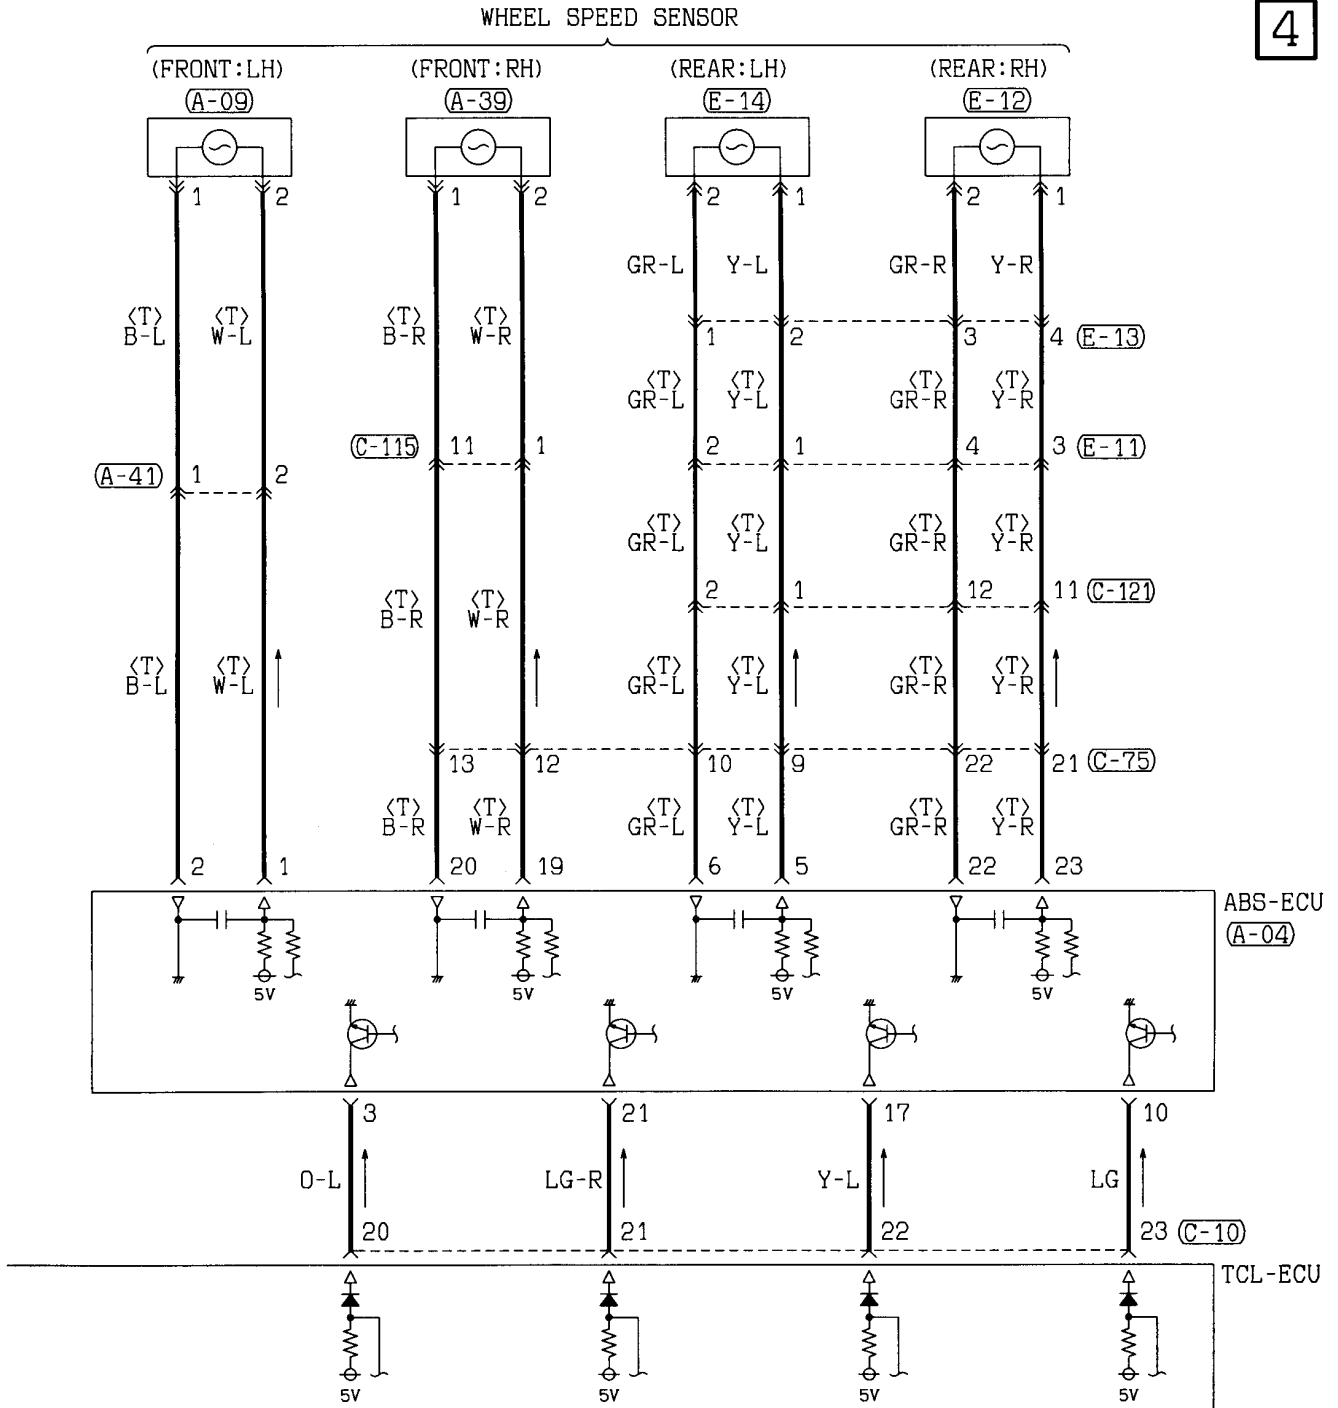 WHEEL SPEED SENSOR
4
(FRONT:LH) (FRONT:RH) (REAR:LH) (REAR:RH)
A-09 A-39 E-14 E-12
1 2 1 2 2 1 2 1
GR-L Y-L GR-R Y-R
<T> <T> <T> <T>
B-L W-L B-R W-R
1 2 3 4 E-13
<T> <T> <T> <T>
GR-L Y-L GR-R Y-R
C-115 11 1 2 1 4 3 E-11
A-41 1 2
<T> <T> <T> <T>
GR-L Y-L GR-R Y-R
2 1 12 11 C-121
<T> <T>
B-R W-R
<T> <T> <T> <T> <T> <T>
B-L W-L GR-L Y-L GR-R Y-R
13 12 10 9 22 21 C-75
<T> <T> <T> <T> <T> <T>
B-R W-R GR-L Y-L GR-R Y-R
2 1 20 19 6 5 22 23
ABS-ECU
A-04
5V 5V 5V 5V
3 21 17 10
O-L LG-R Y-L LG
20 21 22 23 C-10
TCL-ECU
5V 5V 5V 5V